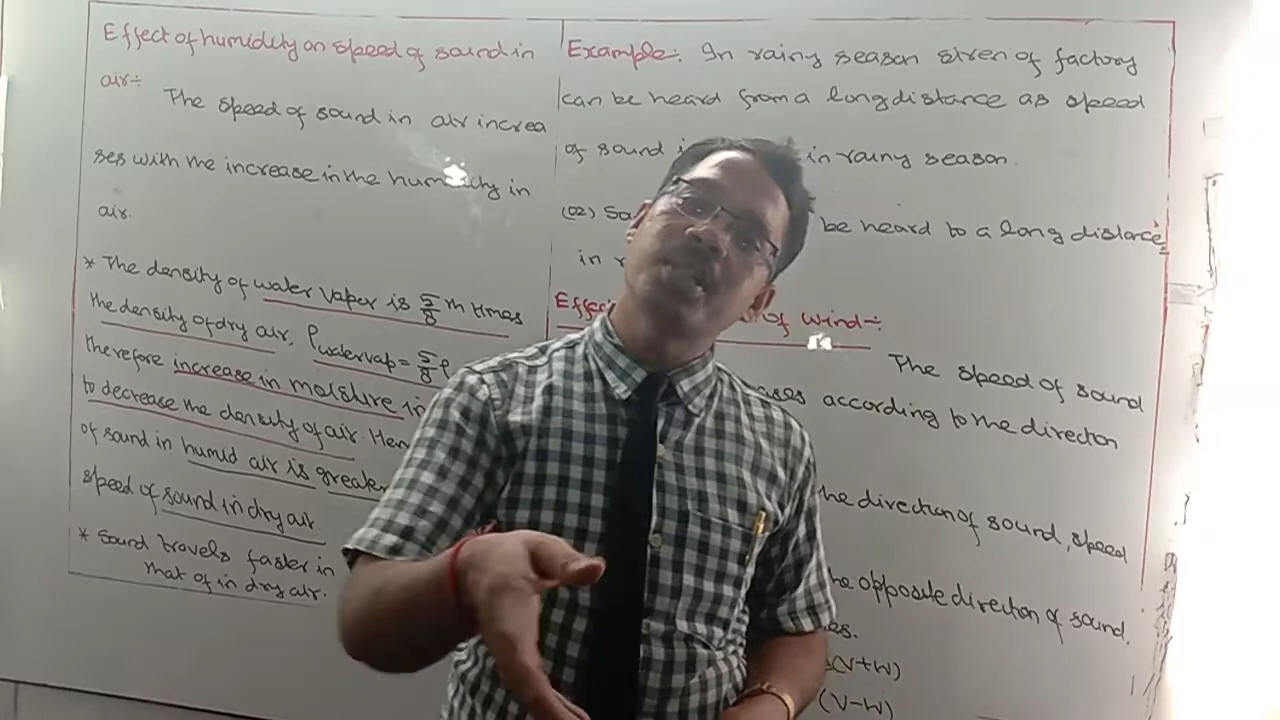 Effect of humidity on speed of sound in
air:-
The speed of sound in air increa
ses with the increase in the humidity in
air.
* The density of water vaper is 5/8 m times
the density of dry air, ρ water vap = 5/8 ρ
therefore increase in moisture in
to decrease the density of air. Hen
of sound in humid air is greater
speed of sound in dry air
* Sound travels faster in
that of in dry air.
Example:- In rainy season siren of factory
can be heard from a long distance as speed
of sound in rainy season.
(02) be heard to a long distance
in
Effe of wind:-
The speed of sound
ases according to the direction
the direction of sound, speed
the opposite direction of sound.
es.
(V+W)
(V-W)